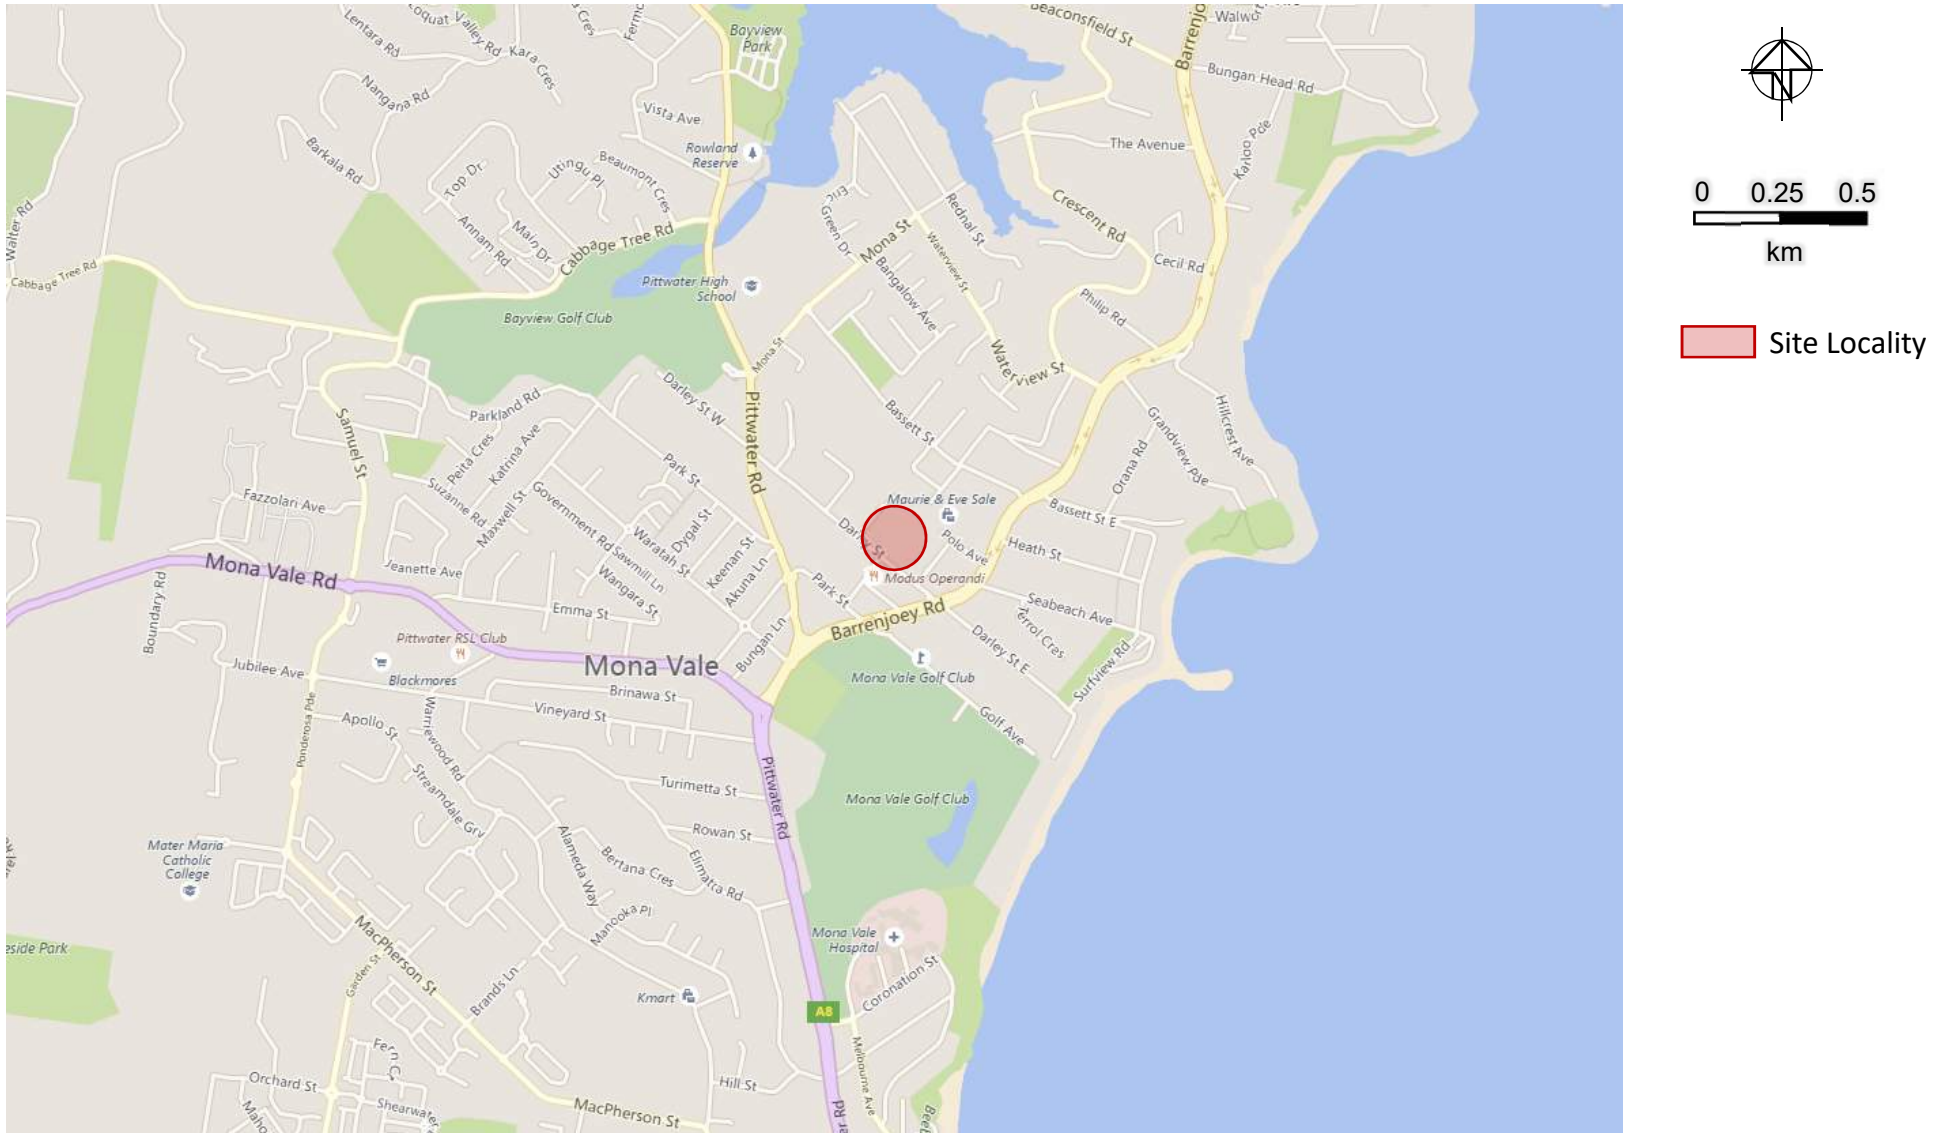 Loquat Valley Rd
Lentara Rd
Kara Cres
Bayview
Park
Beaconsfield St
Bungan Head Rd
Nangana Rd
Vista Ave
Barkala Rd
Rowland
Reserve
The Avenue
Karloo Pde
Top Dr
Utingu Pl
Beaumont Cres
Walter Rd
Annam Rd
Main Dr
Cabbage Tree Rd
Eric
Green Dr
Rednal St
Mona St
Waterview St
Crescent Rd
Cecil Rd
Cabbage Tree Rd
Pittwater High
School
Bangalow Ave
Philip Rd
Bayview Golf Club
Mona St
Waterview St
Darley St W
Parkland Rd
Pittwater Rd
Bassett St
Hillcrest Ave
Grandview Pde
Orana Rd
Samuel St
Peita Cres
Katrina Ave
Park St
Suzanne Rd
Maxwell St
Government Rd
Fazzolari Ave
Maurie & Eve Sale
Bassett St E
Dygal St
Waratah St
Keenan St
Sawmill Ln
Akuna Ln
Wangara St
Polo Ave
Heath St
Mona Vale Rd
Jeanette Ave
Modus Operandi
Park St
Barrenjoey Rd
Emma St
Boundary Rd
Seabeach Ave
Terrol Cres
Darley St E
Surfview Rd
Pittwater RSL Club
Bungan Ln
Jubilee Ave
Blackmores
Mona Vale
Mona Vale Golf Club
Brinawa St
Vineyard St
Golf Ave
Apollo St
Warriewood Rd
Ponderosa Pde
Pittwater Rd
Streamdale Grv
Turimetta St
Mona Vale Golf Club
Rowan St
Mater Maria
Catholic
College
Alameda Way
Bertana Cres
Elimatta Rd
Manooka Pl
Mona Vale
Hospital
MacPherson St
Garden St
Brands Ln
Kmart
Coronation St
A8
Melbourne Ave
Orchard St
Shearwater
Hill St
MacPherson St
N
0 0.25 0.5
km
Site Locality